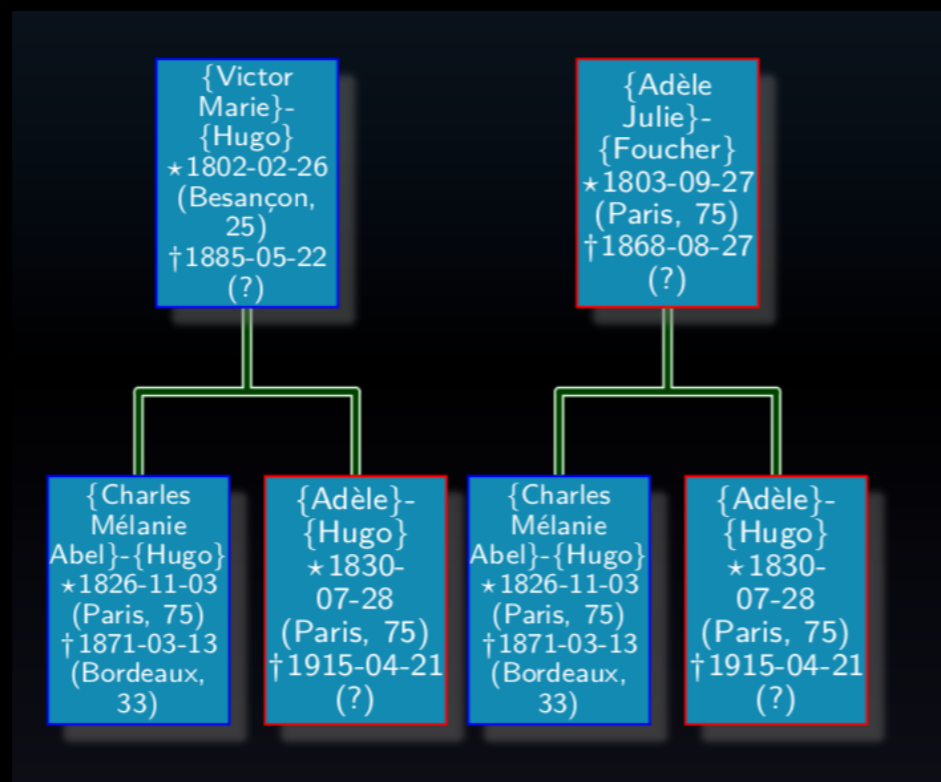 {Victor
Marie}-
{Hugo}
⋆1802-02-26
(Besançon,
25)
†1885-05-22
(?)
{Adèle
Julie}-
{Foucher}
⋆1803-09-27
(Paris, 75)
†1868-08-27
(?)
{Charles
Mélanie
Abel}-{Hugo}
⋆1826-11-03
(Paris, 75)
†1871-03-13
(Bordeaux,
33)
{Adèle}-
{Hugo}
⋆1830-
07-28
(Paris, 75)
†1915-04-21
(?)
{Charles
Mélanie
Abel}-{Hugo}
⋆1826-11-03
(Paris, 75)
†1871-03-13
(Bordeaux,
33)
{Adèle}-
{Hugo}
⋆1830-
07-28
(Paris, 75)
†1915-04-21
(?)